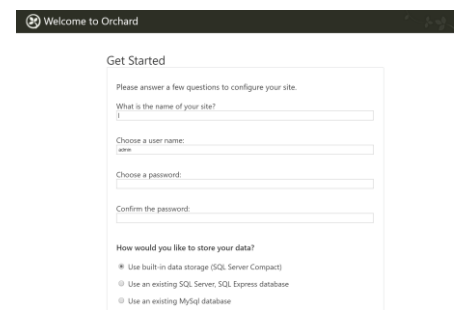 Welcome to Orchard
Get Started
Please answer a few questions to configure your site.
What is the name of your site?
Choose a user name:
admin
Choose a password:
Confirm the password:
How would you like to store your data?
Use built-in data storage (SQL Server Compact)
Use an existing SQL Server, SQL Express database
Use an existing MySql database